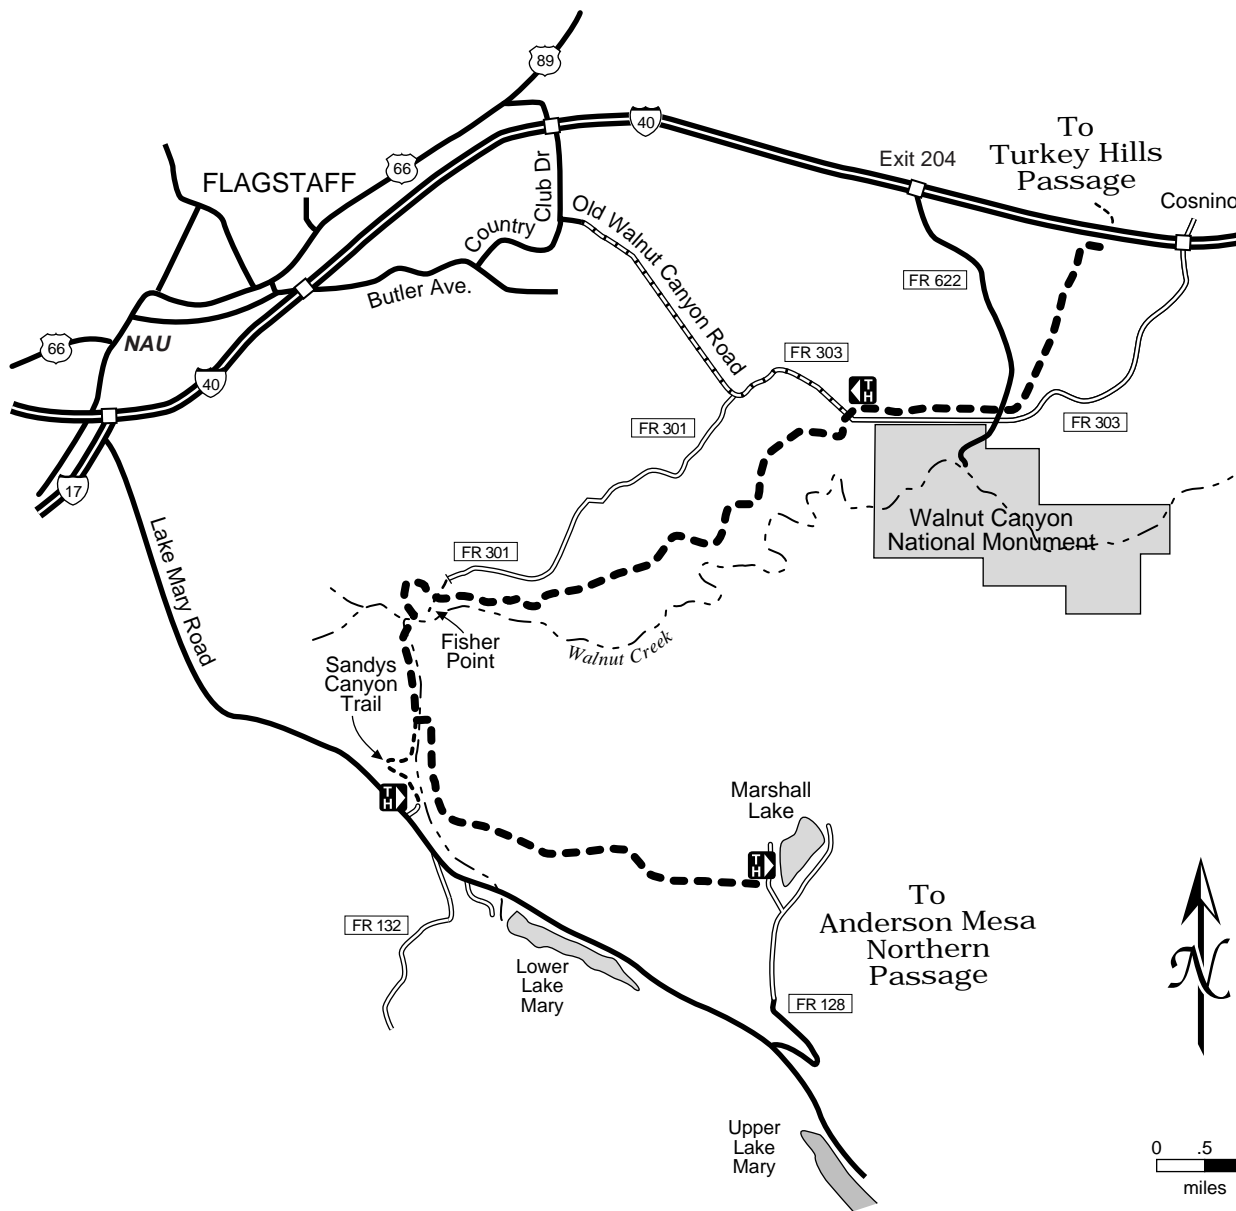 89
40
To
Turkey Hills
Passage
Exit 204
Cosnino
66
FLAGSTAFF
Club Dr
Country
Old Walnut Canyon Road
Butler Ave.
FR 622
66
NAU
40
FR 303
TH
FR 301
FR 303
17
Walnut Canyon
National Monument
Lake Mary Road
FR 301
Fisher
Point
Walnut Creek
Sandys
Canyon
Trail
TH
Marshall
Lake
TH
To
Anderson Mesa
Northern
Passage
FR 132
Lower
Lake
Mary
FR 128
N
Upper
Lake
Mary
0 .5
miles